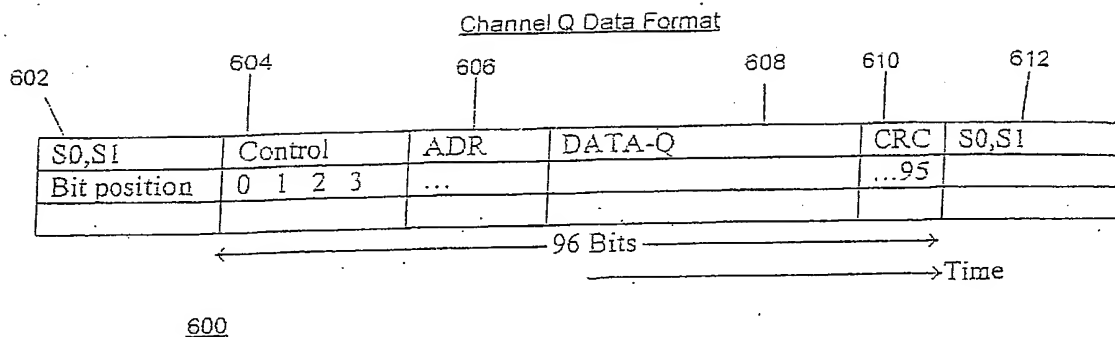 Channel Q Data Format
602 604 606 608 610 612
S0,S1 Control ADR DATA-Q CRC S0,S1
Bit position 0 1 2 3 ... ...95
96 Bits
Time
600